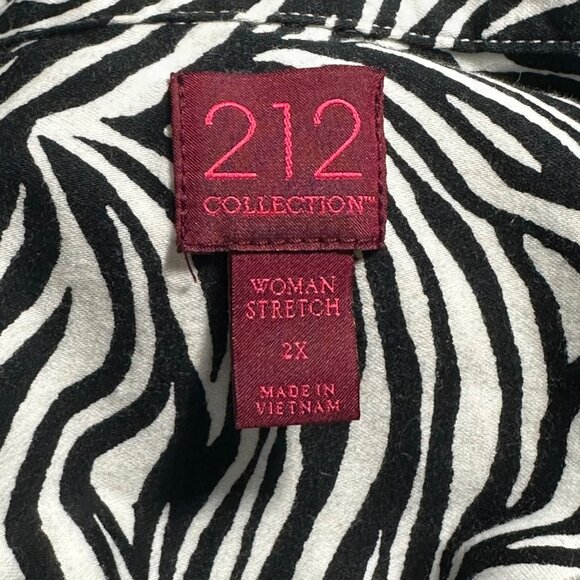 212
COLLECTION™
WOMAN
STRETCH
2X
MADE IN
VIETNAM